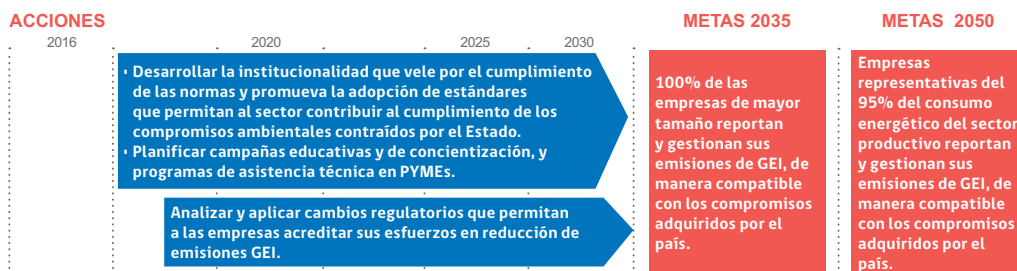 ACCIONES
METAS 2035
METAS 2050
2016
2020
2025
2030
• Desarrollar la institucionalidad que vele por el cumplimiento
de las normas y promueva la adopción de estándares
que permitan al sector contribuir al cumplimiento de los
compromisos ambientales contraídos por el Estado.
• Planificar campañas educativas y de concientización, y
programas de asistencia técnica en PYMEs.
Analizar y aplicar cambios regulatorios que permitan
a las empresas acreditar sus esfuerzos en reducción de
emisiones GEI.
100% de las
empresas de mayor
tamaño reportan
y gestionan sus
emisiones de GEI, de
manera compatible
con los compromisos
adquiridos por el
país.
Empresas
representativas del
95% del consumo
energético del sector
productivo reportan
y gestionan sus
emisiones de GEI, de
manera compatible
con los compromisos
adquiridos por el
país.